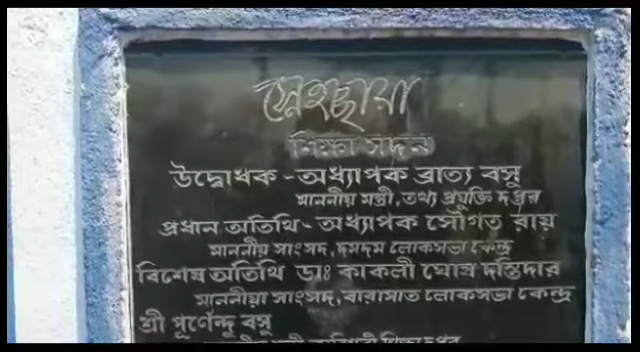 স্নেহছায়া
শিক্ষা সদন
উদ্বোধক - অধ্যাপক ব্রাত্য বসু
মাননীয় মন্ত্রী, তথ্য প্রযুক্তি দপ্তর
প্রধান অতিথি - অধ্যাপক সৌগত রায়
মাননীয় সাংসদ, দমদম লোকসভা কেন্দ্র
বিশেষ অতিথি ডাঃ কাকলী ঘোষ দস্তিদার
মাননীয়া সাংসদ, বারাসাত লোকসভা কেন্দ্র
শ্রী পূর্ণেন্দু বসু